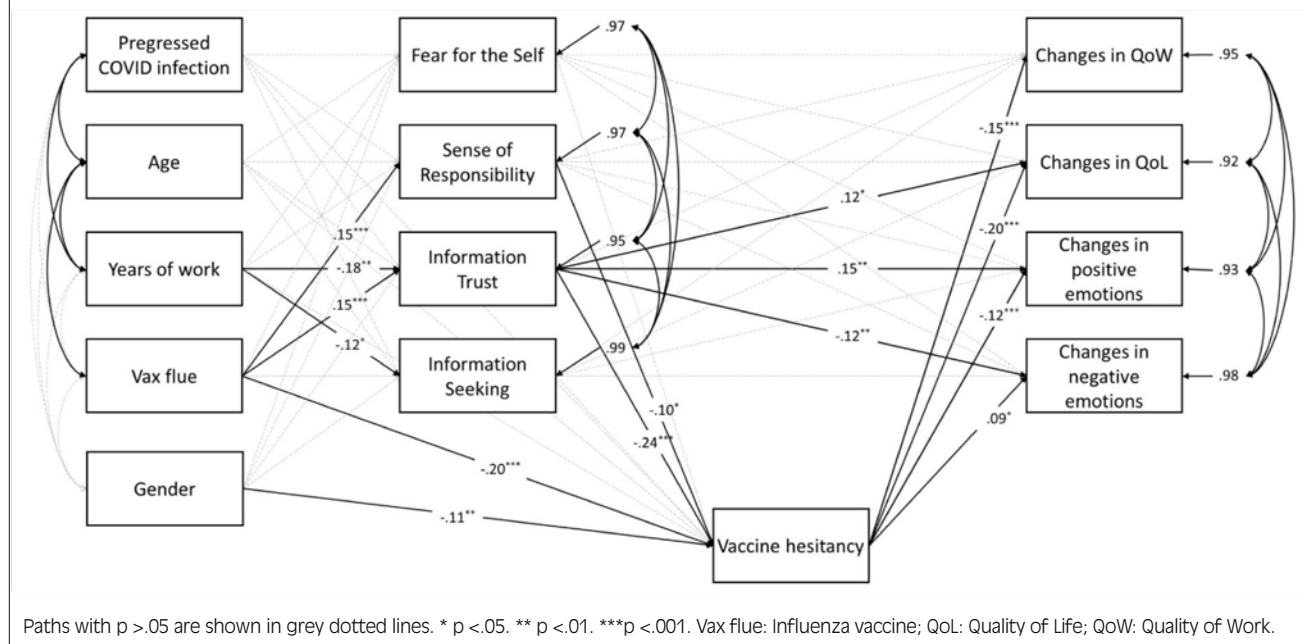 Pregressed
COVID infection
Age
Years of work
Vax flue
Gender
Fear for the Self
Sense of
Responsibility
Information
Trust
Information
Seeking
.97
.97
.95
.99
.15***
-.18**
.15***
-.12*
-.20***
-.11**
-.10*
-.24***
Vaccine hesitancy
.12*
.15**
-.12**
-.15***
-.20***
-.12***
.09*
Changes in QoW
Changes in QoL
Changes in
positive
emotions
Changes in
negative
emotions
.95
.92
.93
.98
Paths with p >.05 are shown in grey dotted lines. * p <.05. ** p <.01. ***p <.001. Vax flue: Influenza vaccine; QoL: Quality of Life; QoW: Quality of Work.